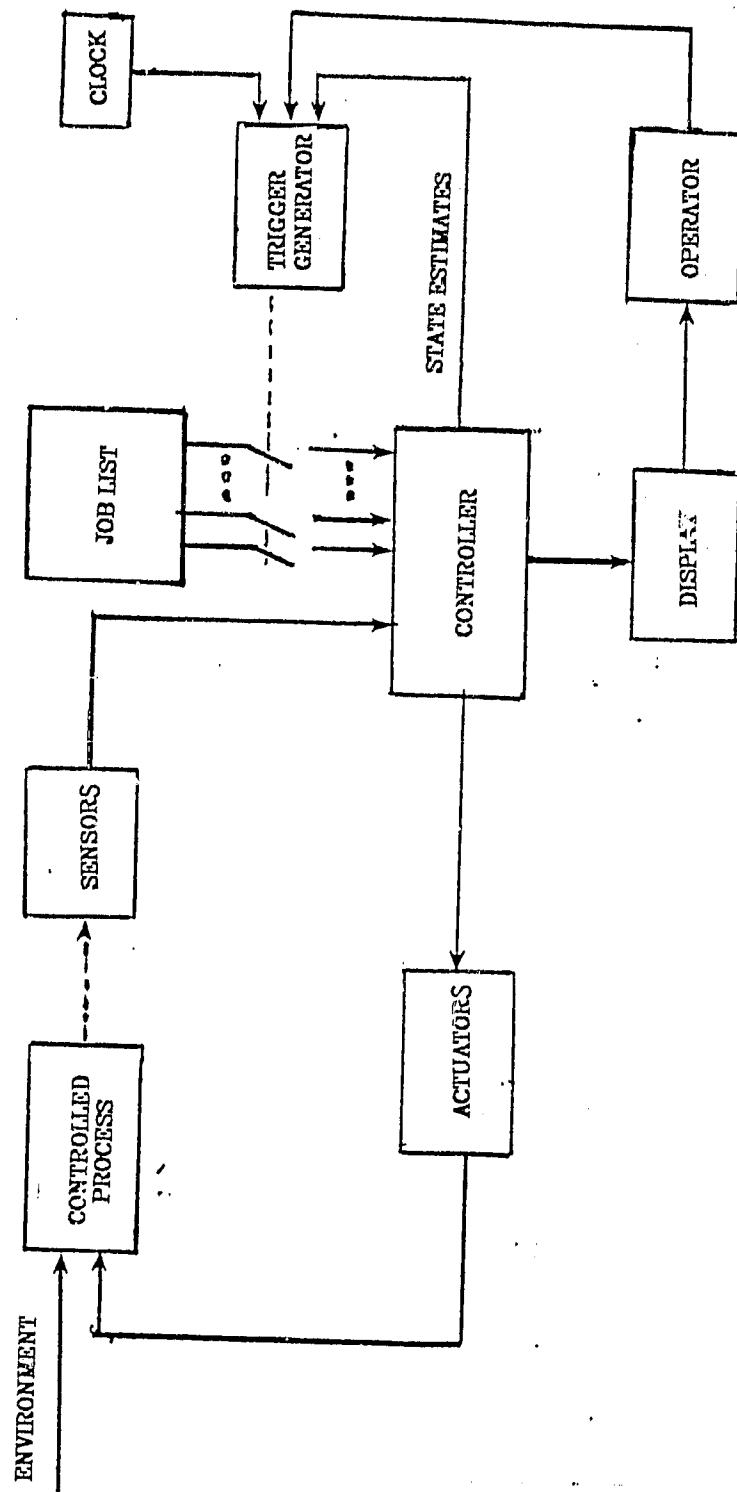 ENVIRONMENT
CONTROLLED
PROCESS
SENSORS
JOB LIST
CLOCK
TRIGGER
GENERATOR
ACTUATORS
CONTROLLER
STATE ESTIMATES
DISPLAY
OPERATOR